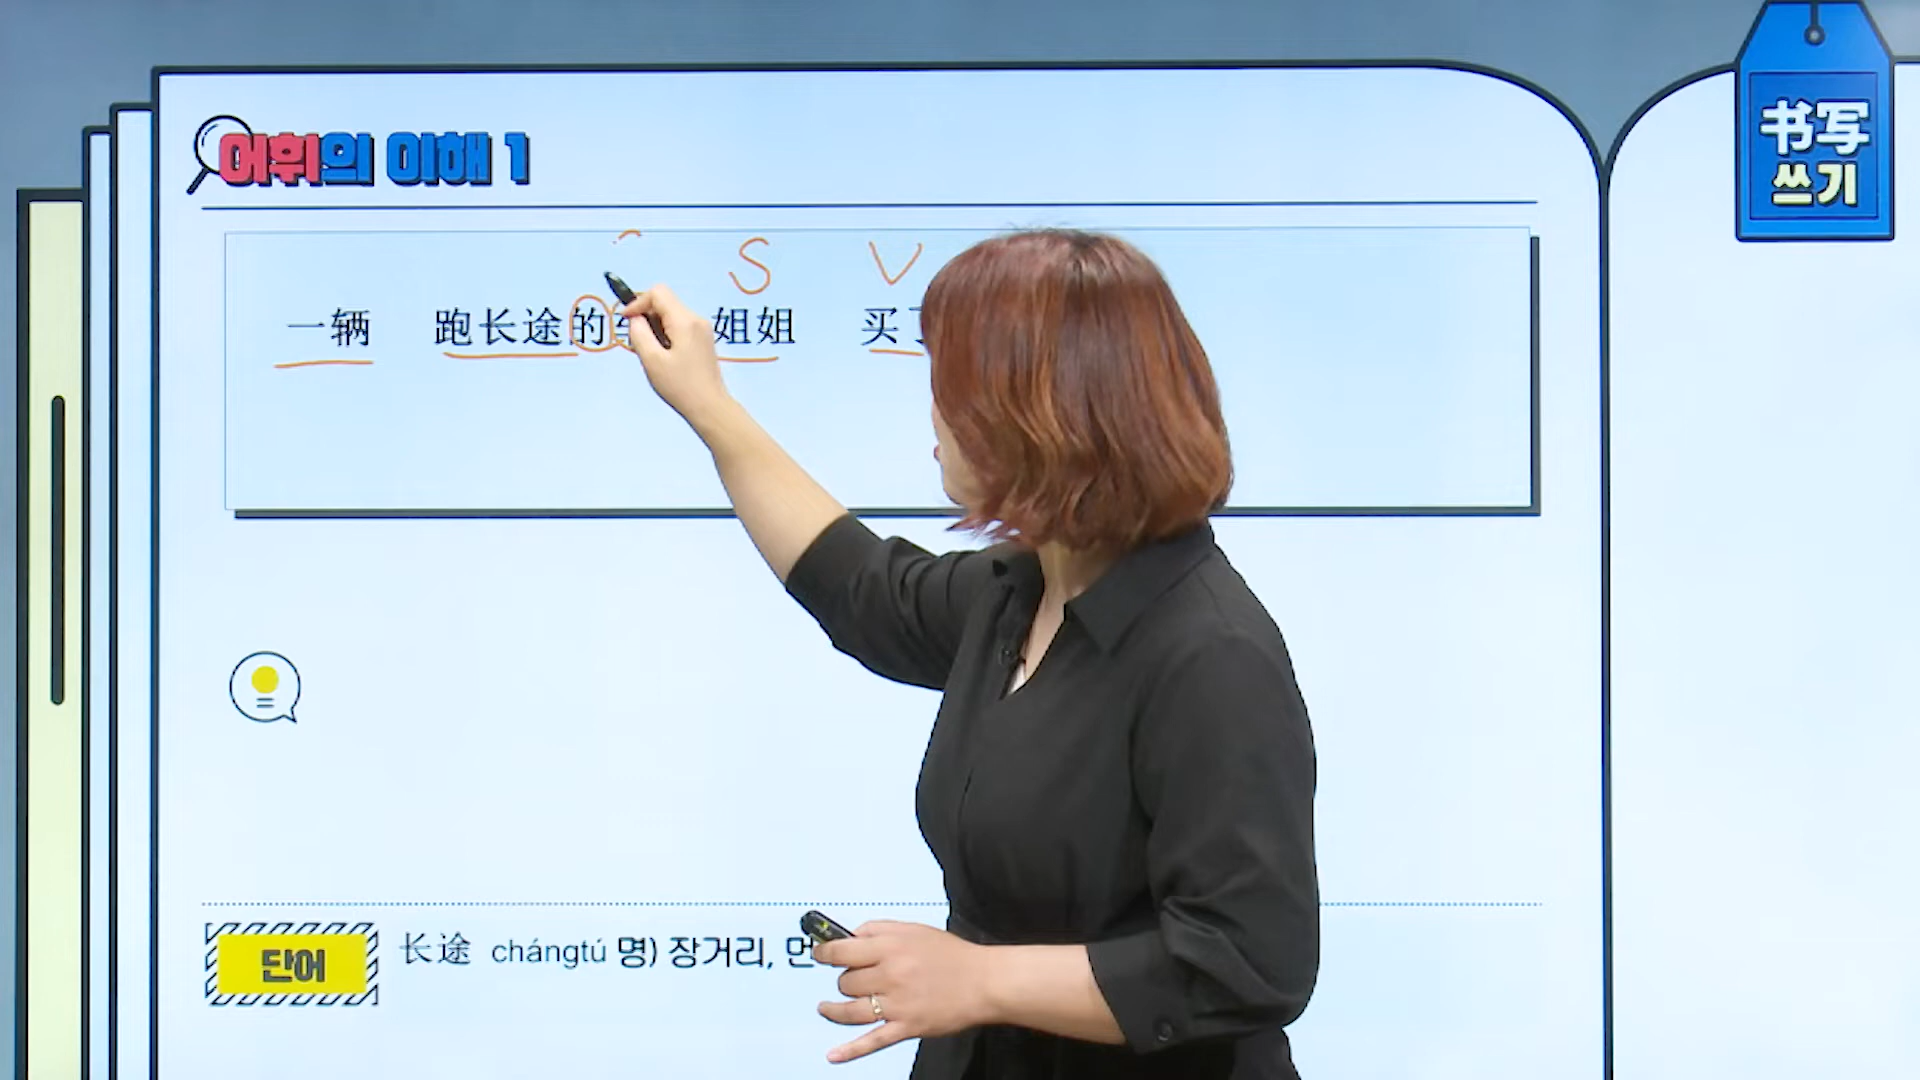 어휘의 이해 1
书写
쓰기
S V
一辆 跑长途的 姐姐 买
단어
长途 chángtú 명) 장거리, 먼